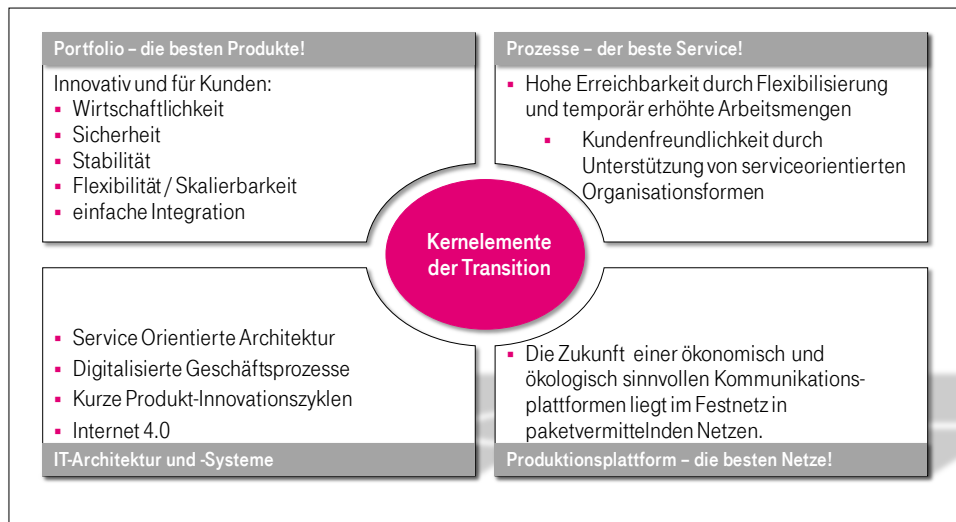 Portfolio – die besten Produkte!
Innovativ und für Kunden:
▪ Wirtschaftlichkeit
▪ Sicherheit
▪ Stabilität
▪ Flexibilität / Skalierbarkeit
▪ einfache Integration
Prozesse – der beste Service!
▪ Hohe Erreichbarkeit durch Flexibilisierung
und temporär erhöhte Arbeitsmengen
▪ Kundenfreundlichkeit durch
Unterstützung von serviceorientierten
Organisationsformen
Kernelemente
der Transition
▪ Service Orientierte Architektur
▪ Digitalisierte Geschäftsprozesse
▪ Kurze Produkt-Innovationszyklen
▪ Internet 4.0
IT-Architektur und -Systeme
▪ Die Zukunft einer ökonomisch und
ökologisch sinnvollen Kommunikations-
plattformen liegt im Festnetz in
paketvermittelnden Netzen.
Produktionsplattform – die besten Netze!